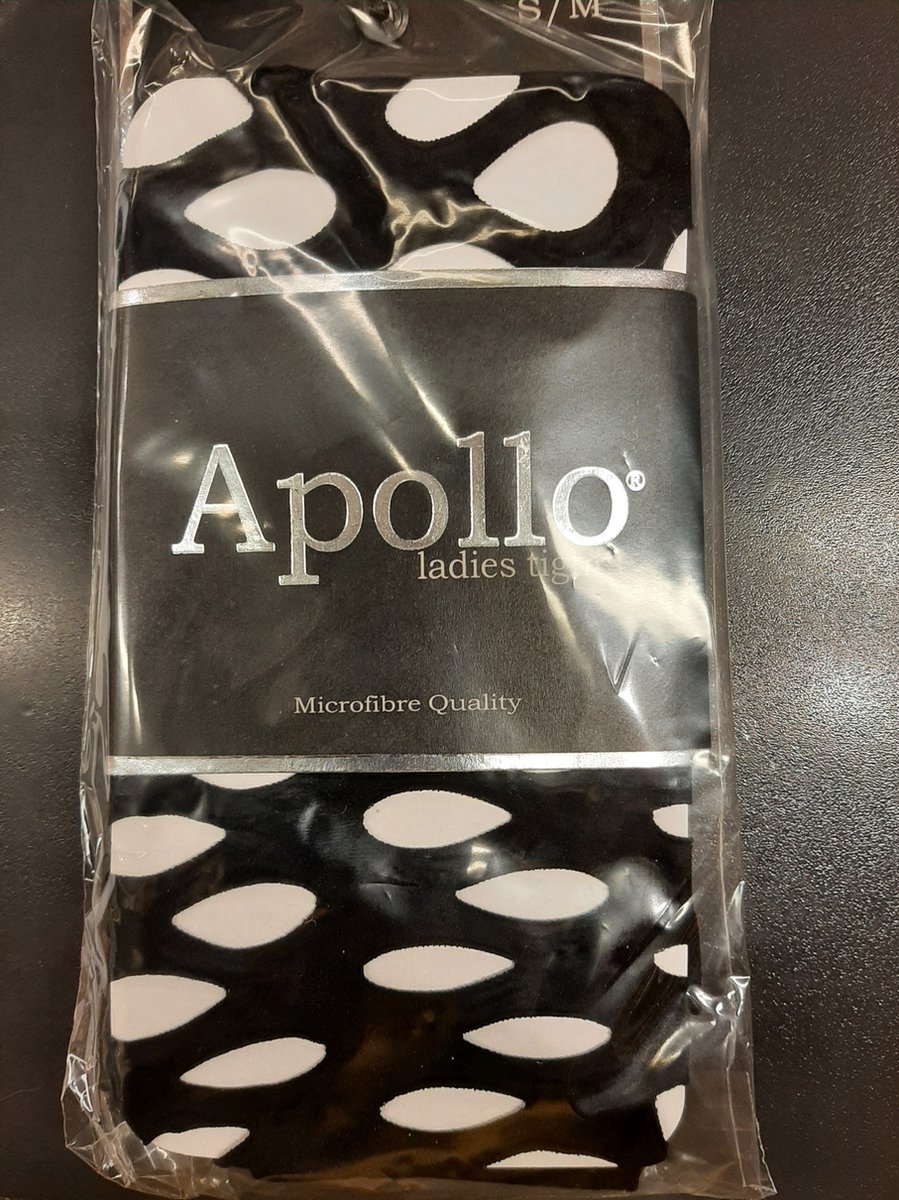 S/M
Apollo®
ladies
Microfibre Quality